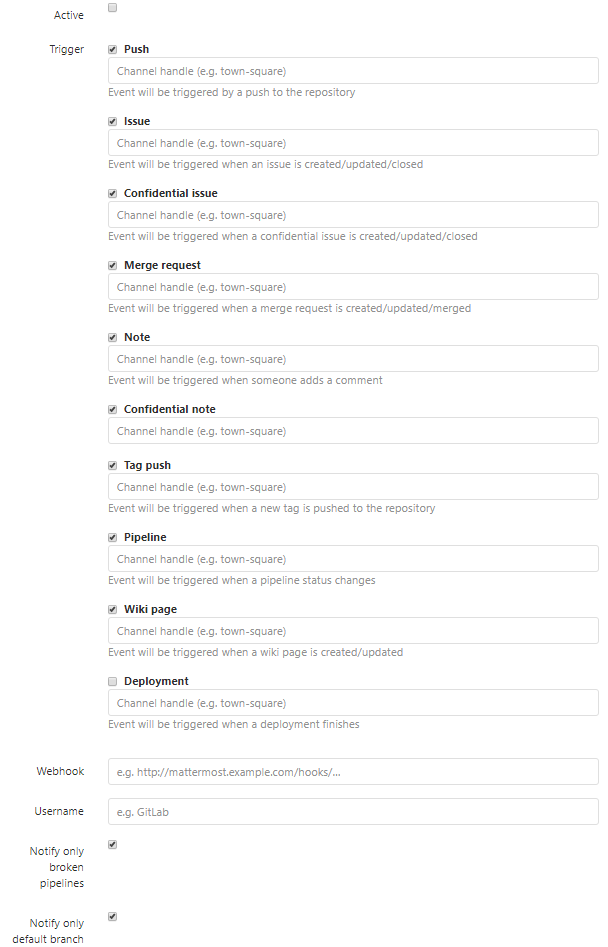 Active
Trigger
Push
Channel handle (e.g. town-square)
Event will be triggered by a push to the repository
Issue
Channel handle (e.g. town-square)
Event will be triggered when an issue is created/updated/closed
Confidential issue
Channel handle (e.g. town-square)
Event will be triggered when a confidential issue is created/updated/closed
Merge request
Channel handle (e.g. town-square)
Event will be triggered when a merge request is created/updated/merged
Note
Channel handle (e.g. town-square)
Event will be triggered when someone adds a comment
Confidential note
Channel handle (e.g. town-square)
Tag push
Channel handle (e.g. town-square)
Event will be triggered when a new tag is pushed to the repository
Pipeline
Channel handle (e.g. town-square)
Event will be triggered when a pipeline status changes
Wiki page
Channel handle (e.g. town-square)
Event will be triggered when a wiki page is created/updated
Deployment
Channel handle (e.g. town-square)
Event will be triggered when a deployment finishes
Webhook
e.g. http://mattermost.example.com/hooks/...
Username
e.g. GitLab
Notify only
broken
pipelines
Notify only
default branch